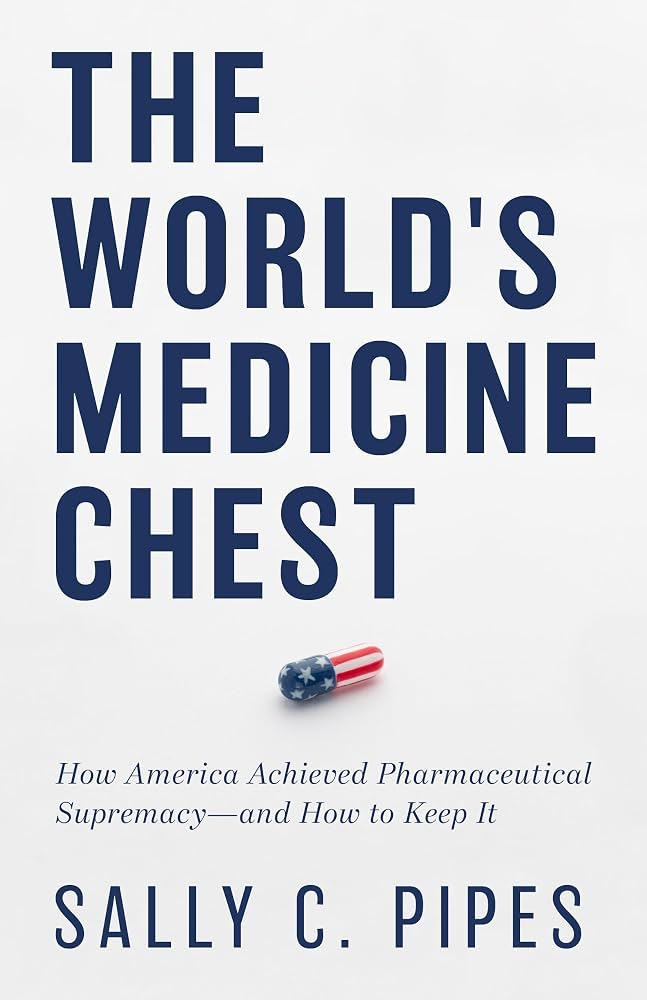 THE
WORLD'S
MEDICINE
CHEST
How America Achieved Pharmaceutical
Supremacy—and How to Keep It
SALLY C. PIPES